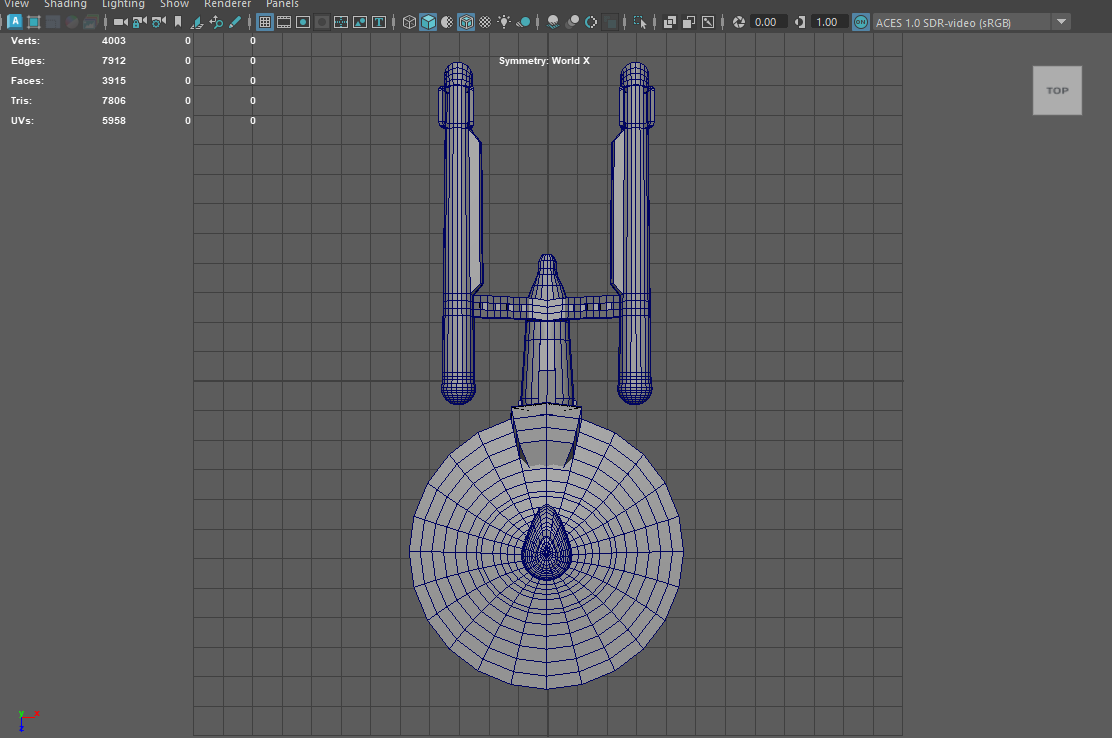 View Shading Lighting Show Renderer Panels
A T 0.00 1.00 ON ACES 1.0 SDR-video (sRGB)
Verts: 4003 0 0
Edges: 7912 0 0
Faces: 3915 0 0
Tris: 7806 0 0
UVs: 5958 0 0
Symmetry: World X
TOP
y x
z